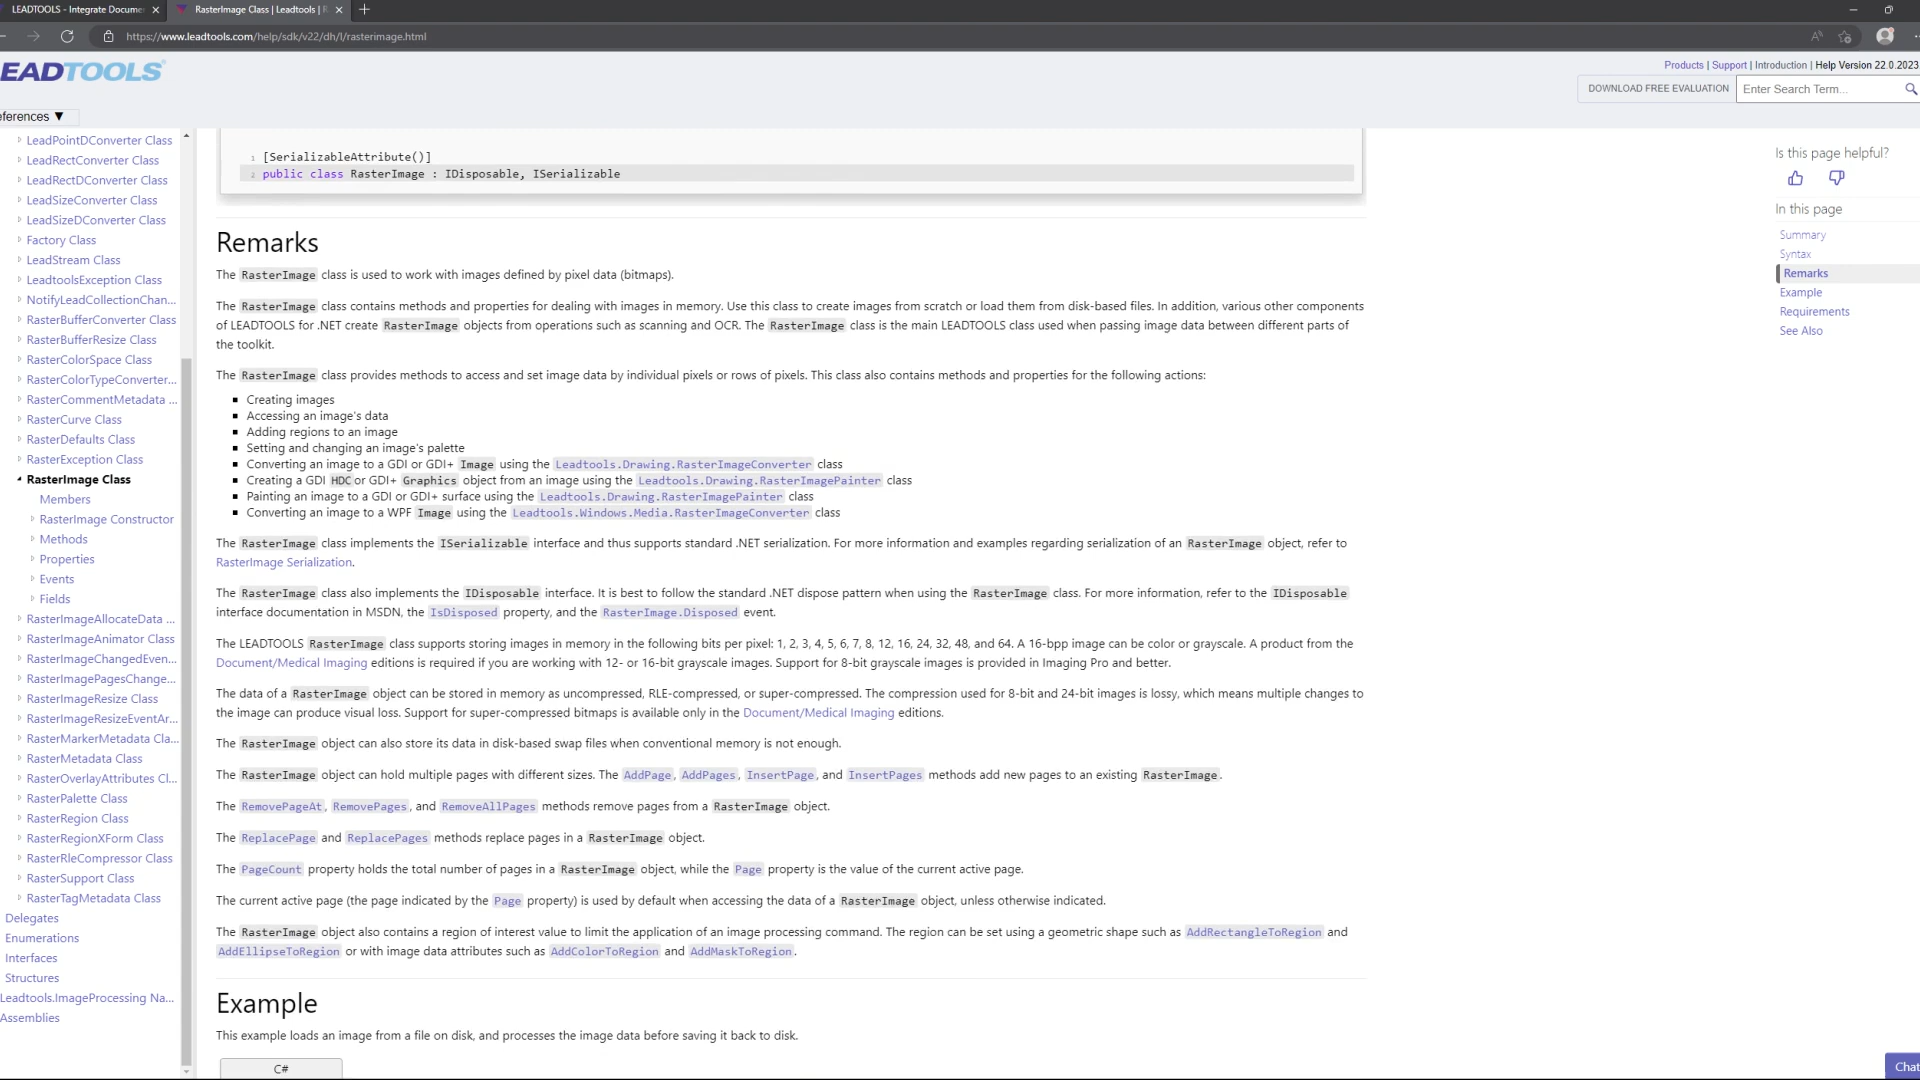 LEADTOOLS - Integrate Docume
RasterImage Class | Leadtools |
https://www.leadtools.com/help/sdk/v22/dh/l/rasterimage.html
EADTOOLS
Products | Support | Introduction | Help Version 22.0.2023
DOWNLOAD FREE EVALUATION
Enter Search Term...
eferences ▼
LeadPointDConverter Class
LeadRectConverter Class
LeadRectDConverter Class
LeadSizeConverter Class
LeadSizeDConverter Class
Factory Class
LeadStream Class
LeadtoolsException Class
NotifyLeadCollectionChan...
RasterBufferConverter Class
RasterBufferResize Class
RasterColorSpace Class
RasterColorTypeConverter...
RasterCommentMetadata ...
RasterCurve Class
RasterDefaults Class
RasterException Class
RasterImage Class
Members
RasterImage Constructor
Methods
Properties
Events
Fields
RasterImageAllocateData ...
RasterImageAnimator Class
RasterImageChangedEven...
RasterImagePagesChange...
RasterImageResize Class
RasterImageResizeEventAr...
RasterMarkerMetadata Cla...
RasterMetadata Class
RasterOverlayAttributes Cl...
RasterPalette Class
RasterRegion Class
RasterRegionXForm Class
RasterRleCompressor Class
RasterSupport Class
RasterTagMetadata Class
Delegates
Enumerations
Interfaces
Structures
Leadtools.ImageProcessing Na...
Assemblies
1 [SerializableAttribute()]
2 public class RasterImage : IDisposable, ISerializable
Remarks
The RasterImage class is used to work with images defined by pixel data (bitmaps).
The RasterImage class contains methods and properties for dealing with images in memory. Use this class to create images from scratch or load them from disk-based files. In addition, various other components
of LEADTOOLS for .NET create RasterImage objects from operations such as scanning and OCR. The RasterImage class is the main LEADTOOLS class used when passing image data between different parts of
the toolkit.
The RasterImage class provides methods to access and set image data by individual pixels or rows of pixels. This class also contains methods and properties for the following actions:
Creating images
Accessing an image's data
Adding regions to an image
Setting and changing an image's palette
Converting an image to a GDI or GDI+ Image using the Leadtools.Drawing.RasterImageConverter class
Creating a GDI HDC or GDI+ Graphics object from an image using the Leadtools.Drawing.RasterImagePainter class
Painting an image to a GDI or GDI+ surface using the Leadtools.Drawing.RasterImagePainter class
Converting an image to a WPF Image using the Leadtools.Windows.Media.RasterImageConverter class
The RasterImage class implements the ISerializable interface and thus supports standard .NET serialization. For more information and examples regarding serialization of an RasterImage object, refer to
RasterImage Serialization.
The RasterImage class also implements the IDisposable interface. It is best to follow the standard .NET dispose pattern when using the RasterImage class. For more information, refer to the IDisposable
interface documentation in MSDN, the IsDisposed property, and the RasterImage.Disposed event.
The LEADTOOLS RasterImage class supports storing images in memory in the following bits per pixel: 1, 2, 3, 4, 5, 6, 7, 8, 12, 16, 24, 32, 48, and 64. A 16-bpp image can be color or grayscale. A product from the
Document/Medical Imaging editions is required if you are working with 12- or 16-bit grayscale images. Support for 8-bit grayscale images is provided in Imaging Pro and better.
The data of a RasterImage object can be stored in memory as uncompressed, RLE-compressed, or super-compressed. The compression used for 8-bit and 24-bit images is lossy, which means multiple changes to
the image can produce visual loss. Support for super-compressed bitmaps is available only in the Document/Medical Imaging editions.
The RasterImage object can also store its data in disk-based swap files when conventional memory is not enough.
The RasterImage object can hold multiple pages with different sizes. The AddPage, AddPages, InsertPage, and InsertPages methods add new pages to an existing RasterImage.
The RemovePageAt, RemovePages, and RemoveAllPages methods remove pages from a RasterImage object.
The ReplacePage and ReplacePages methods replace pages in a RasterImage object.
The PageCount property holds the total number of pages in a RasterImage object, while the Page property is the value of the current active page.
The current active page (the page indicated by the Page property) is used by default when accessing the data of a RasterImage object, unless otherwise indicated.
The RasterImage object also contains a region of interest value to limit the application of an image processing command. The region can be set using a geometric shape such as AddRectangleToRegion and
AddEllipseToRegion or with image data attributes such as AddColorToRegion and AddMaskToRegion.
Example
This example loads an image from a file on disk, and processes the image data before saving it back to disk.
C#
Is this page helpful?
In this page
Summary
Syntax
Remarks
Example
Requirements
See Also
Chat